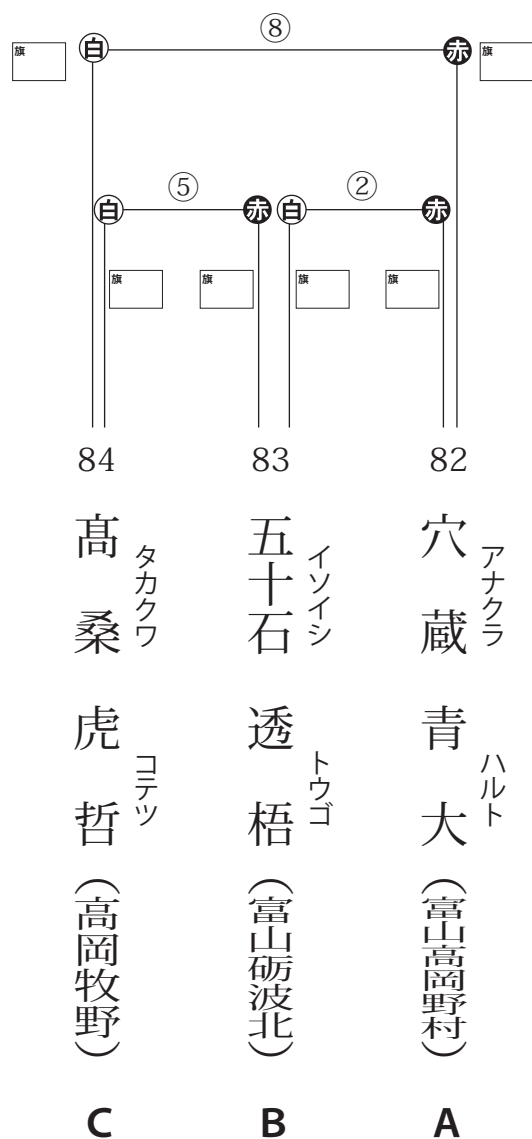 ⑧
旗
白
赤
旗
⑤
②
白
赤
白
赤
旗
旗
旗
旗
82
穴蔵 青大
アナクラ ハルト
(富山高岡野村)
A
83
五十石 透梧
イソイシ トウゴ
(富山砺波北)
B
84
髙桑 虎哲
タカクワ コテツ
(高岡牧野)
C